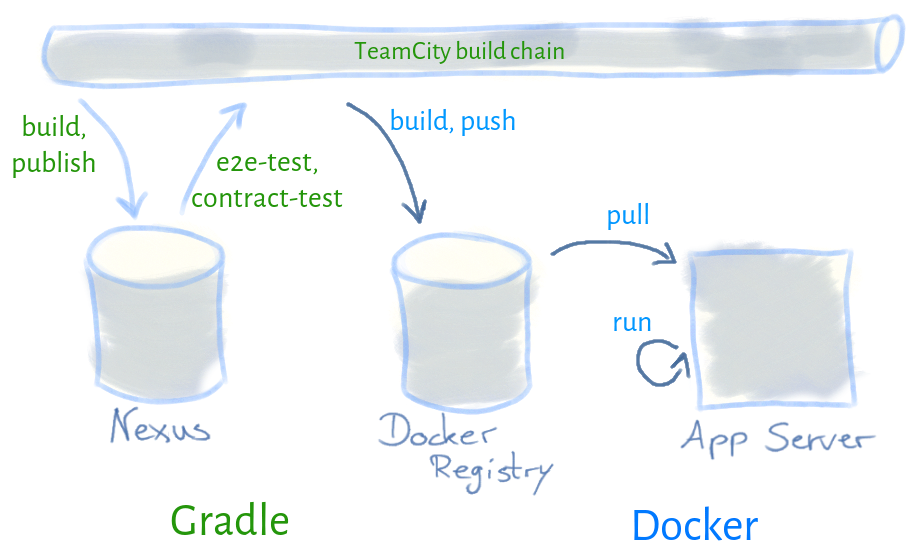 TeamCity build chain
build,
publish
e2e-test,
contract-test
build, push
pull
run
Nexus
Docker
Registry
App Server
Gradle
Docker